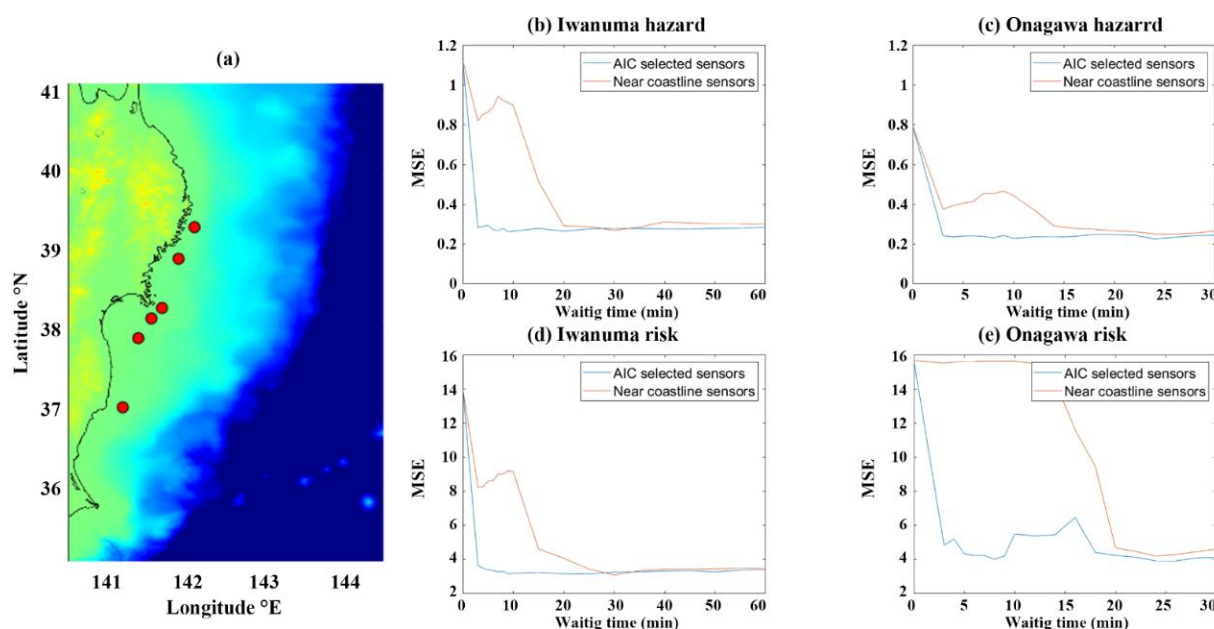 (a)
41
40
39
38
37
36
Latitude °N
141 142 143 144
Longitude °E
(b) Iwanuma hazard
1.2
1
0.8
0.6
0.4
0.2
0
MSE
AIC selected sensors
Near coastline sensors
0 10 20 30 40 50 60
Waitig time (min)
(c) Onagawa hazarrd
1.2
1
0.8
0.6
0.4
0.2
0
MSE
AIC selected sensors
Near coastline sensors
0 5 10 15 20 25 30
Waitig time (min)
(d) Iwanuma risk
16
14
12
10
8
6
4
2
MSE
AIC selected sensors
Near coastline sensors
0 10 20 30 40 50 60
Waitig time (min)
(e) Onagawa risk
16
14
12
10
8
6
4
2
MSE
AIC selected sensors
Near coastline sensors
0 5 10 15 20 25 30
Waitig time (min)